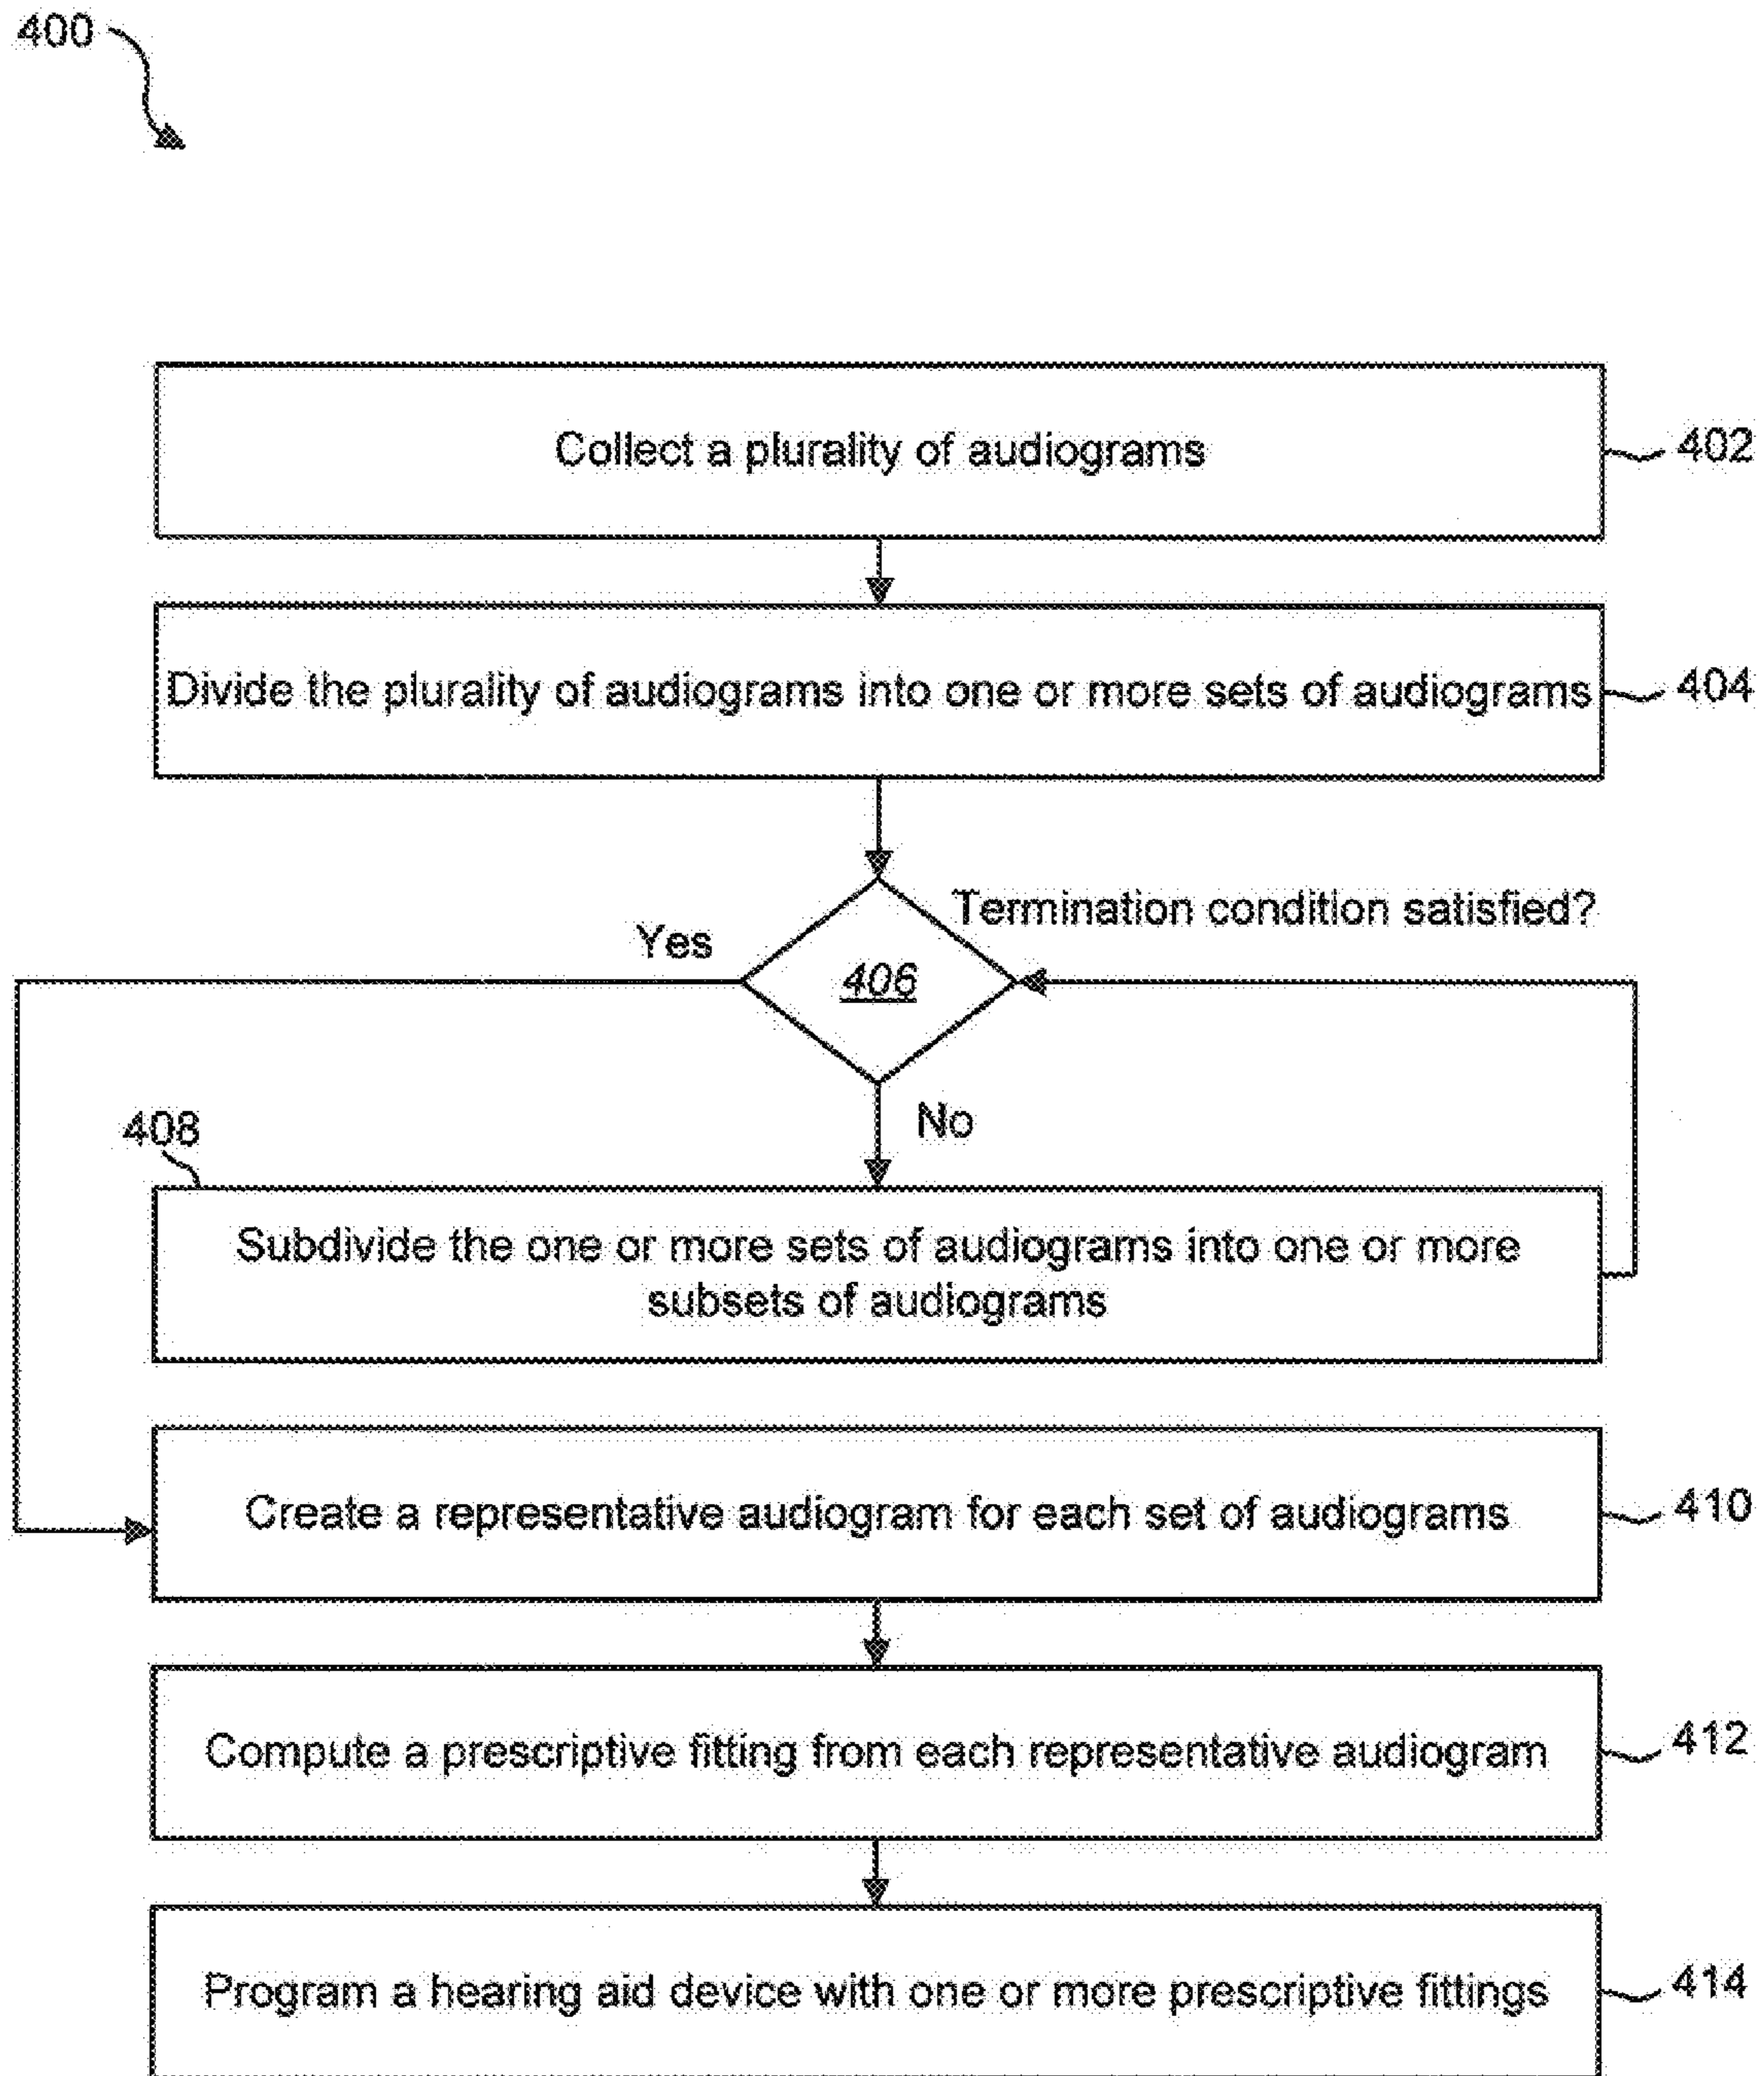 400
Collect a plurality of audiograms
402
Divide the plurality of audiograms into one or more sets of audiograms
404
Termination condition satisfied?
Yes
406
No
408
Subdivide the one or more sets of audiograms into one or more
subsets of audiograms
Create a representative audiogram for each set of audiograms
410
Compute a prescriptive fitting from each representative audiogram
412
Program a hearing aid device with one or more prescriptive fittings
414